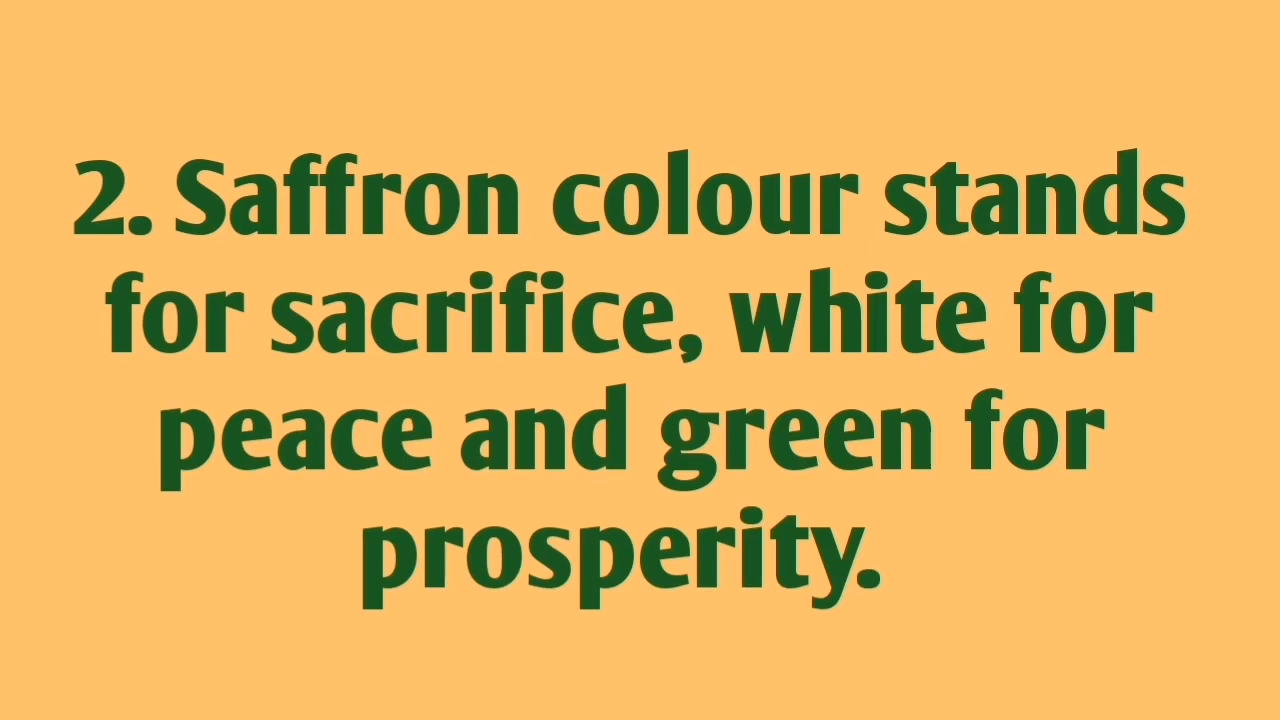 2. Saffron colour stands
for sacrifice, white for
peace and green for
prosperity.